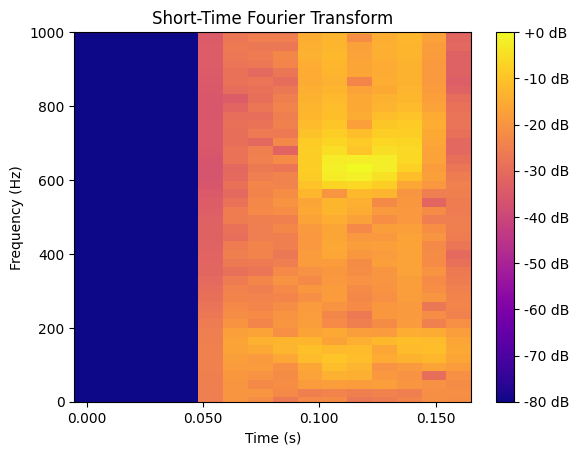 Short-Time Fourier Transform
1000
800
600
400
200
0
Frequency (Hz)
0.000
0.050
0.100
0.150
Time (s)
+0 dB
-10 dB
-20 dB
-30 dB
-40 dB
-50 dB
-60 dB
-70 dB
-80 dB